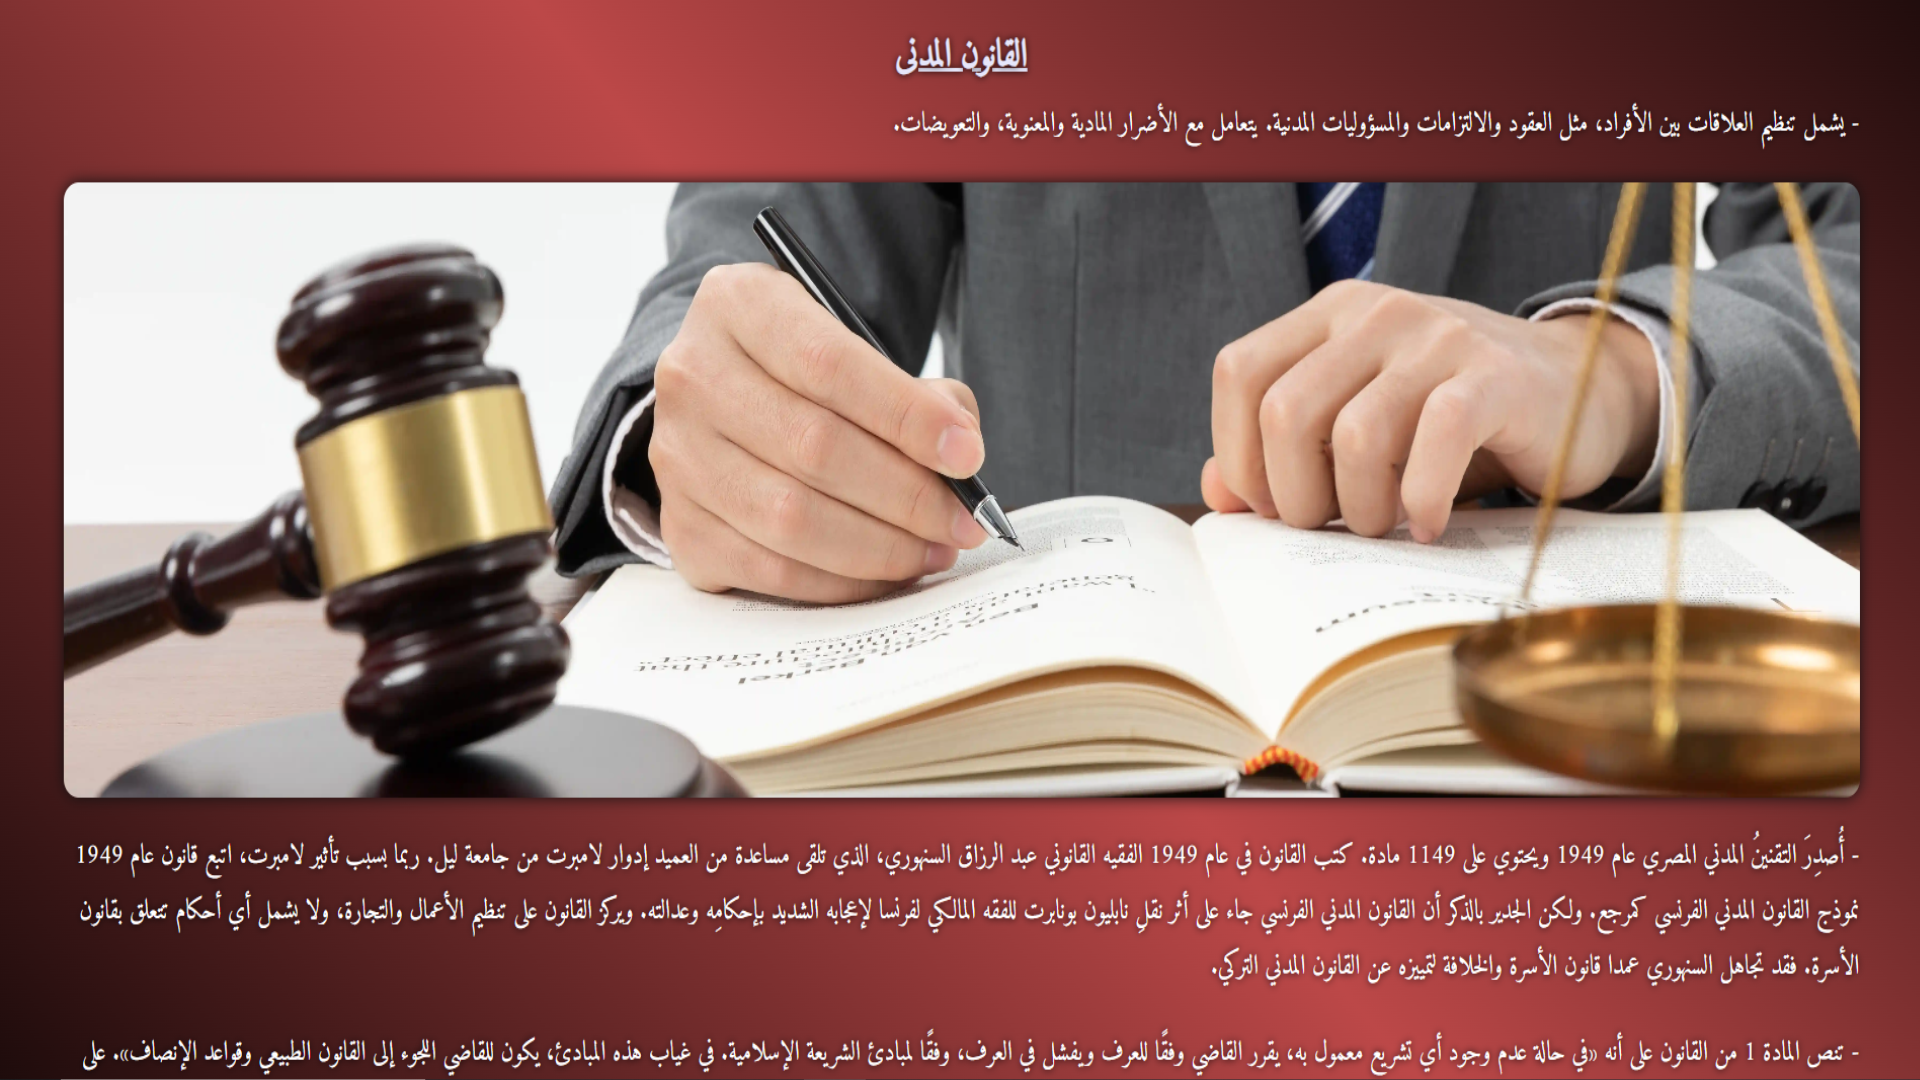 القانون المدنى
- يشمل تنظيم العلاقات بين الأفراد، مثل العقود والالتزامات والمسؤوليات المدنية. يتعامل مع الأضرار المادية والمعنوية، والتعويضات.
- أُصدِرَ التقنينُ المدني المصري عام 1949 ويحتوي على 1149 مادة. كتب القانون في عام 1949 الفقيه القانوني عبد الرزاق السنهوري، الذي تلقى مساعدة من العميد إدوار لامبرت من جامعة ليل. ربما بسبب تأثير لامبرت، اتبع قانون عام 1949
نموذج القانون المدني الفرنسي كمرجع. ولكن الجدير بالذكر أن القانون المدني الفرنسي جاء على أثر نقلِ نابليون بونابرت للفقه المالكي لفرنسا لإعجابه الشديد بإحكامِه وعدالته. ويركز القانون على تنظيم الأعمال والتجارة، ولا يشمل أي أحكام تتعلق بقانون
الأسرة. فقد تجاهل السنهوري عمدا قانون الأسرة والخلافة لتمييزه عن القانون المدني التركي.
- تنص المادة 1 من القانون على أنه «في حالة عدم وجود أي تشريع معمول به، يقرر القاضي وفقًا للعرف ويفشل في العرف، وفقًا لمبادئ الشريعة الإسلامية. في غياب هذه المبادئ، يكون للقاضي اللجوء إلى القانون الطبيعي وقواعد الإنصاف». على